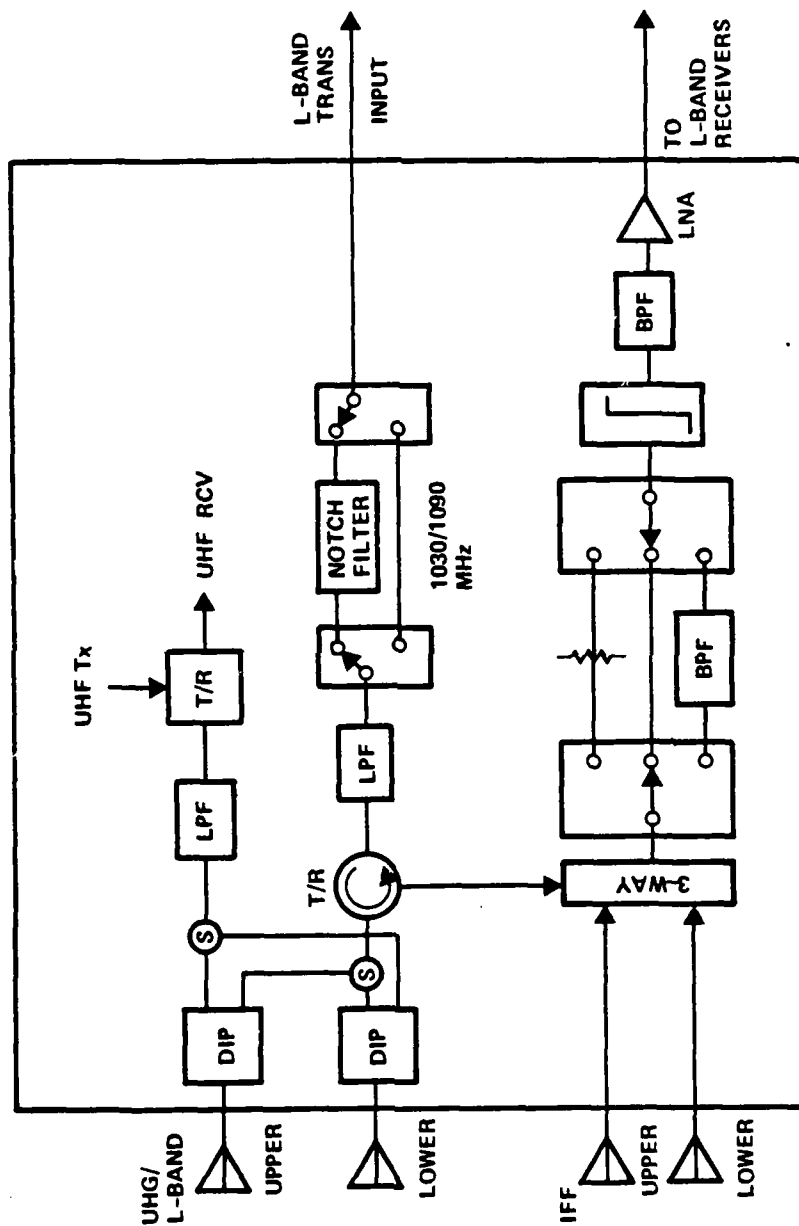 UHG/
L-BAND
UPPER
LOWER
IFF
UPPER
LOWER
DIP
DIP
S
S
LPF
T/R
UHF Tx
UHF RCV
T/R
LPF
NOTCH
FILTER
1030/1090
MHz
L-BAND
TRANS
INPUT
3-WAY
BPF
BPF
LNA
TO
L-BAND
RECEIVERS